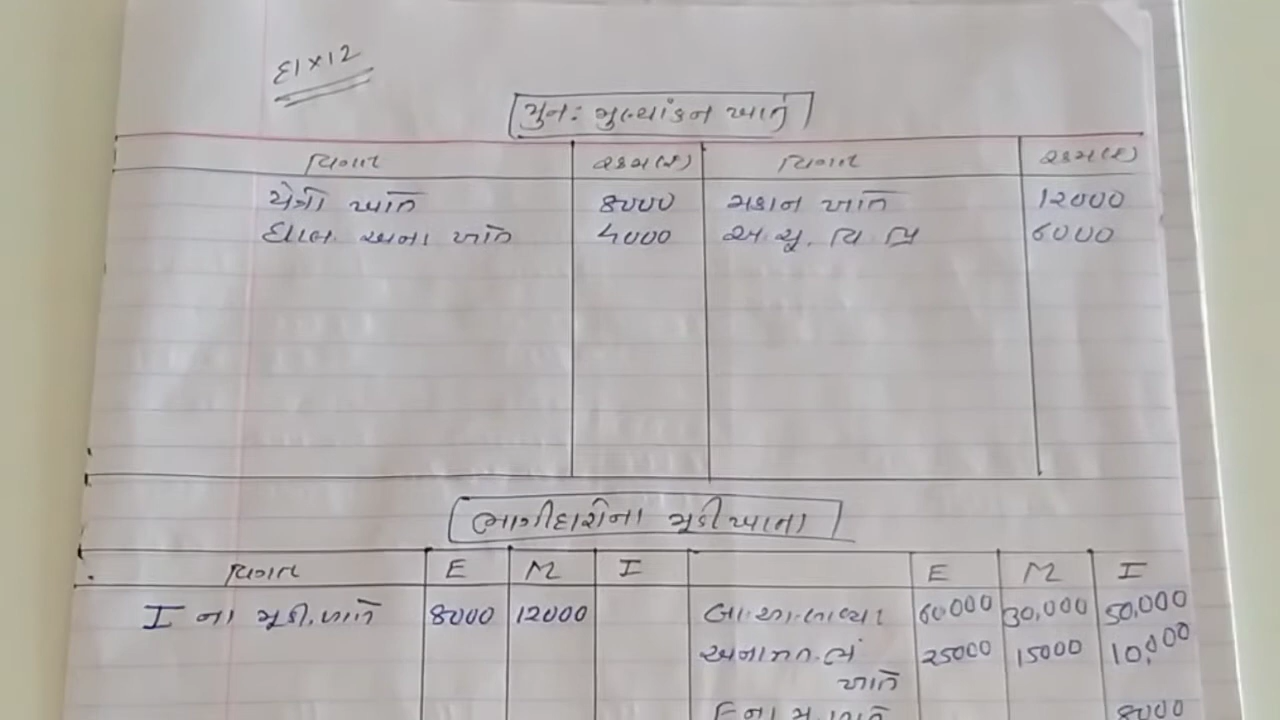 દા×12
પુનઃ મુલ્યાંકન ખાતું
વિગત રકમ(₹) વિગત રકમ(₹)
યંત્રો ખાતે 8000 મકાન ખાતે 12000
ઘાલ. અના ખાતે 4000 6000
ભાગીદારોના મૂડી ખાતા
વિગત E M I E M I
I ના મૂડી. ખાતે 8000 12000 બા. આ. લાવ્યા 60000 30,000 50,000
અનામત. ભં 25000 15000 10,000
ખાતે
8000